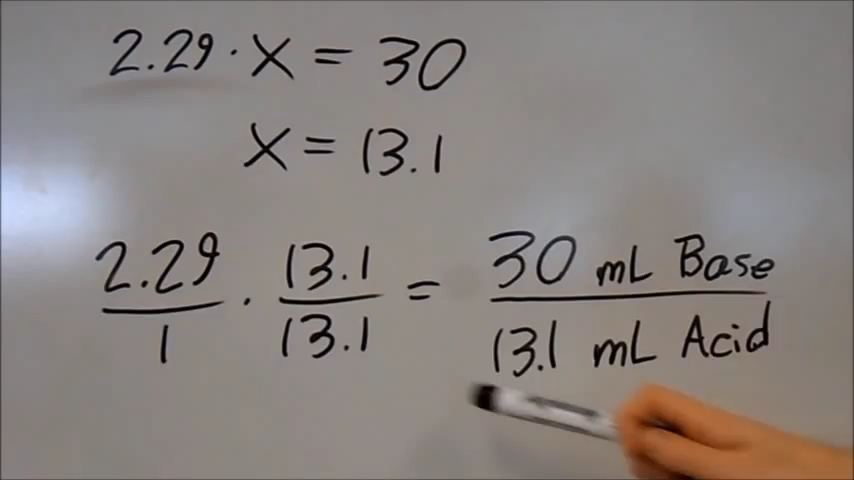 2.29 · X = 30
X = 13.1
2.29/1 · 13.1/13.1 = 30 mL Base/13.1 mL Acid